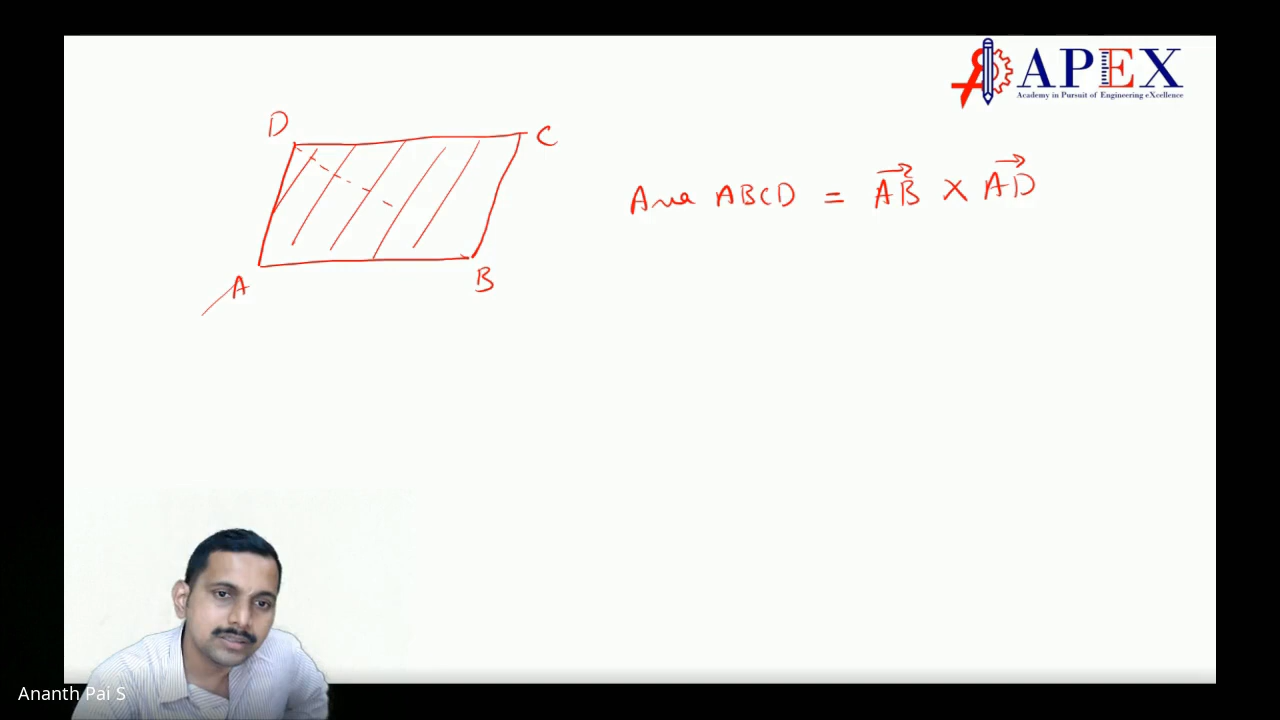 APEX
Academy in Pursuit of Engineering eXcellence
D
C
Area ABCD = AB × AD
A
B
Ananth Pai S